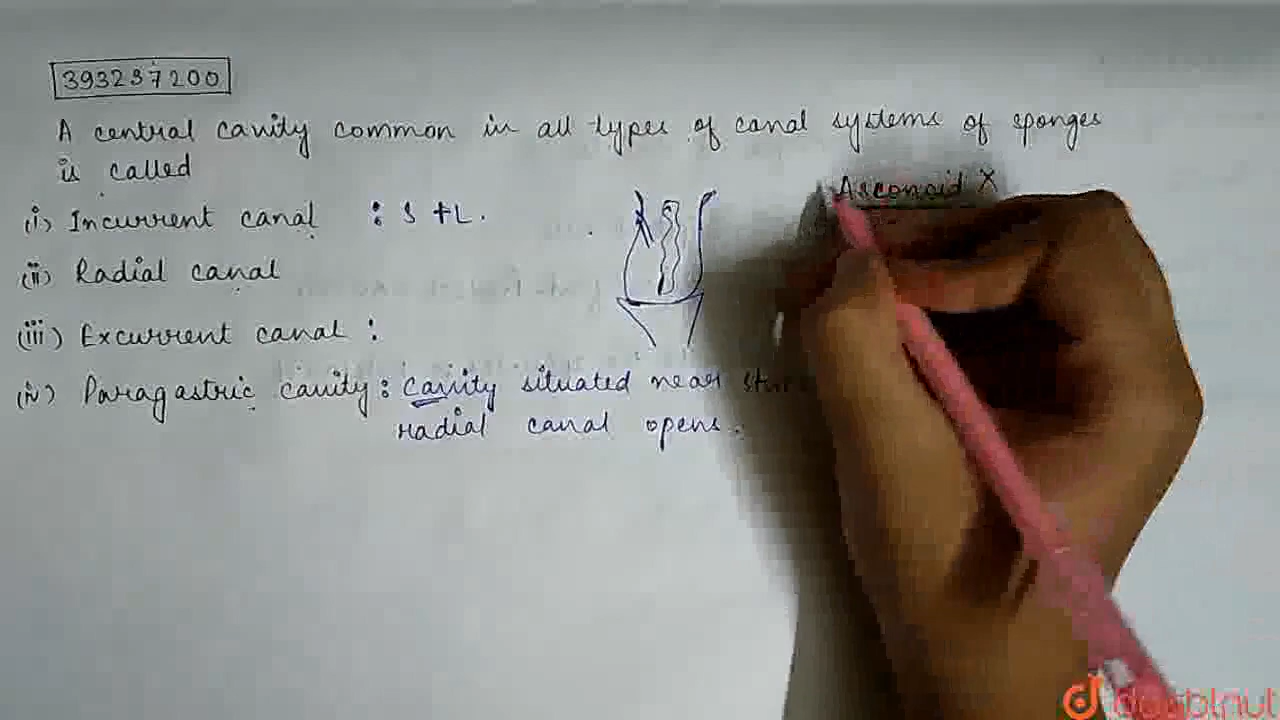 393237200
A central cavity common in all types of canal systems of sponges
is called
Asconoid X
(i) Incurrent canal : S + L.
(ii) Radial canal
(iii) Excurrent canal :
(iv) Paragastric cavity : cavity situated near
radial canal opens.
doubtnut